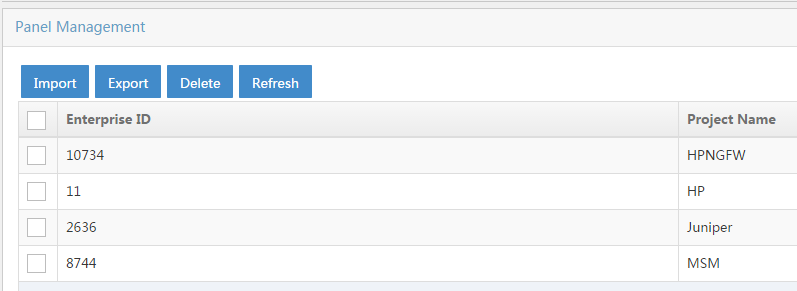 Panel Management
Import Export Delete Refresh
Enterprise ID Project Name
10734 HPNGFW
11 HP
2636 Juniper
8744 MSM